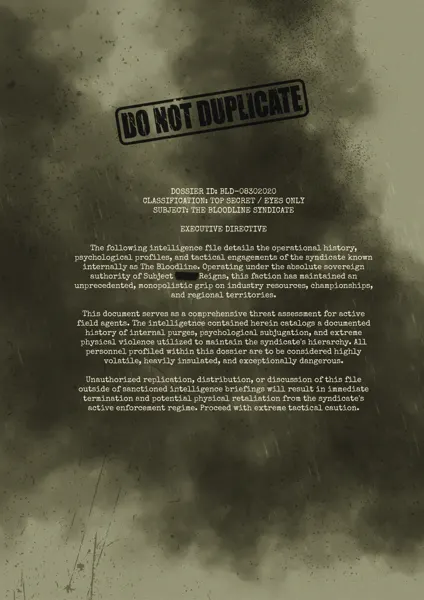 DO NOT DUPLICATE
DOSSIER ID: BLD-08302020
CLASSIFICATION: TOP SECRET / EYES ONLY
SUBJECT: THE BLOODLINE SYNDICATE
EXECUTIVE DIRECTIVE
The following intelligence file details the operational history,
psychological profiles, and tactical engagements of the syndicate known
internally as The Bloodline. Operating under the absolute sovereign
authority of Subject Reigns, this faction has maintained an
unprecedented, monopolistic grip on industry resources, championships,
and regional territories.
This document serves as a comprehensive threat assessment for active
field agents. The intelligence contained herein catalogs a documented
history of internal purges, psychological subjugation, and extreme
physical violence utilized to maintain the syndicate's hierarchy. All
personnel profiled within this dossier are to be considered highly
volatile, heavily insulated, and exceptionally dangerous.
Unauthorized replication, distribution, or discussion of this file
outside of sanctioned intelligence briefings will result in immediate
termination and potential physical retaliation from the syndicate's
active enforcement regime. Proceed with extreme tactical caution.